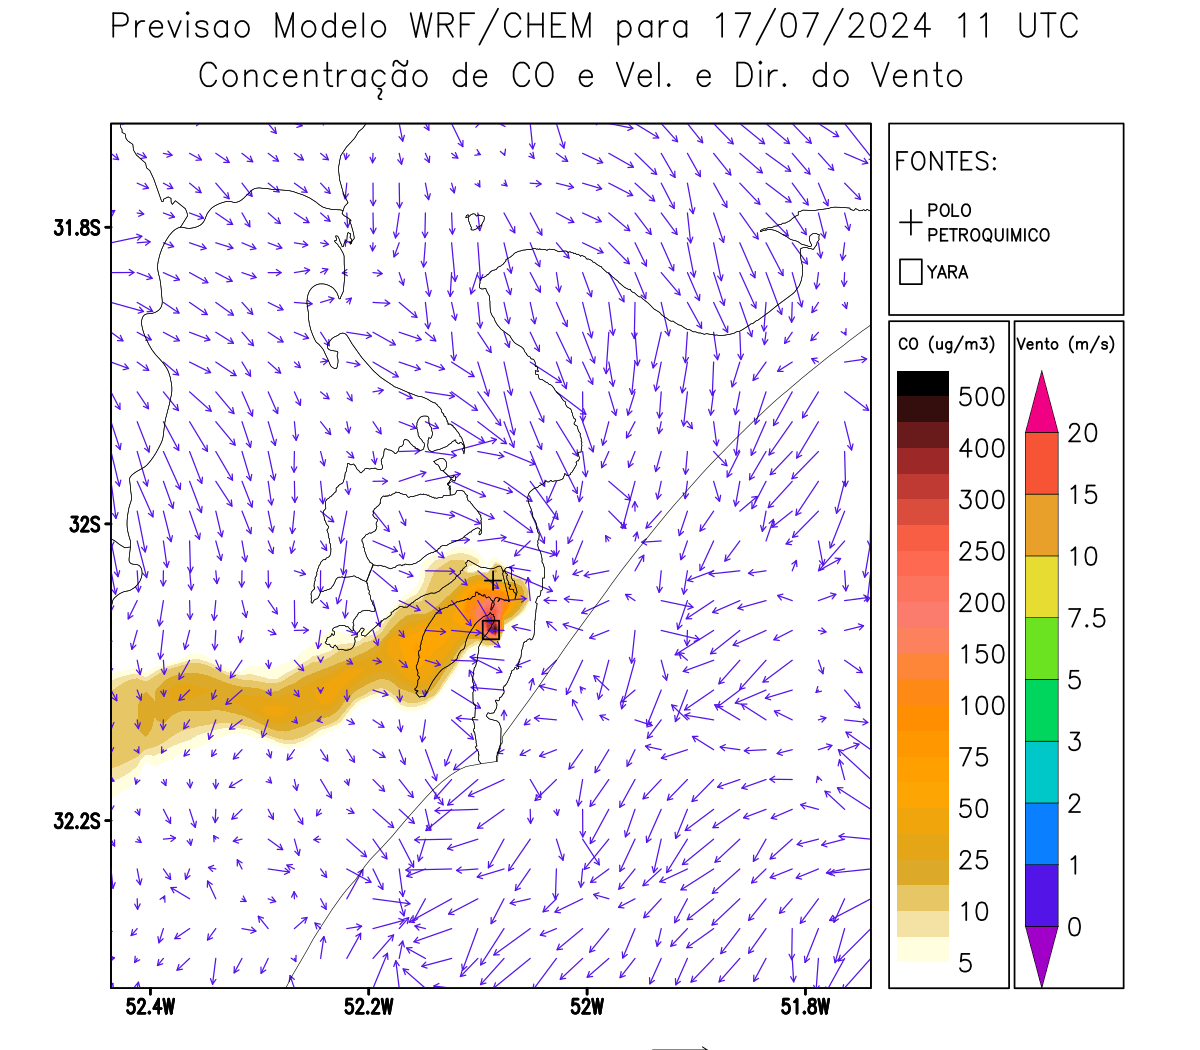 Previsao Modelo WRF/CHEM para 17/07/2024 11 UTC
Concentração de CO e Vel. e Dir. do Vento
FONTES:
POLO
PETROQUIMICO
YARA
CO (ug/m3)
500
400
300
250
200
150
100
75
50
25
10
5
Vento (m/s)
20
15
10
7.5
5
3
2
1
0
31.8S
32S
32.2S
52.4W
52.2W
52W
51.8W